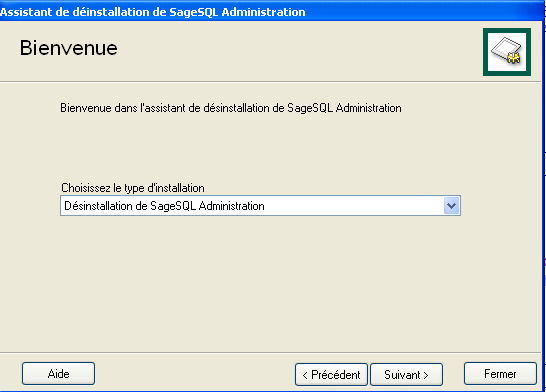 Assistant de déinstallation de SageSQL Administration
Bienvenue
Bienvenue dans l'assistant de désinstallation de SageSQL Administration
Choisissez le type d'installation
Désinstallation de SageSQL Administration
Aide
< Précédent
Suivant >
Fermer